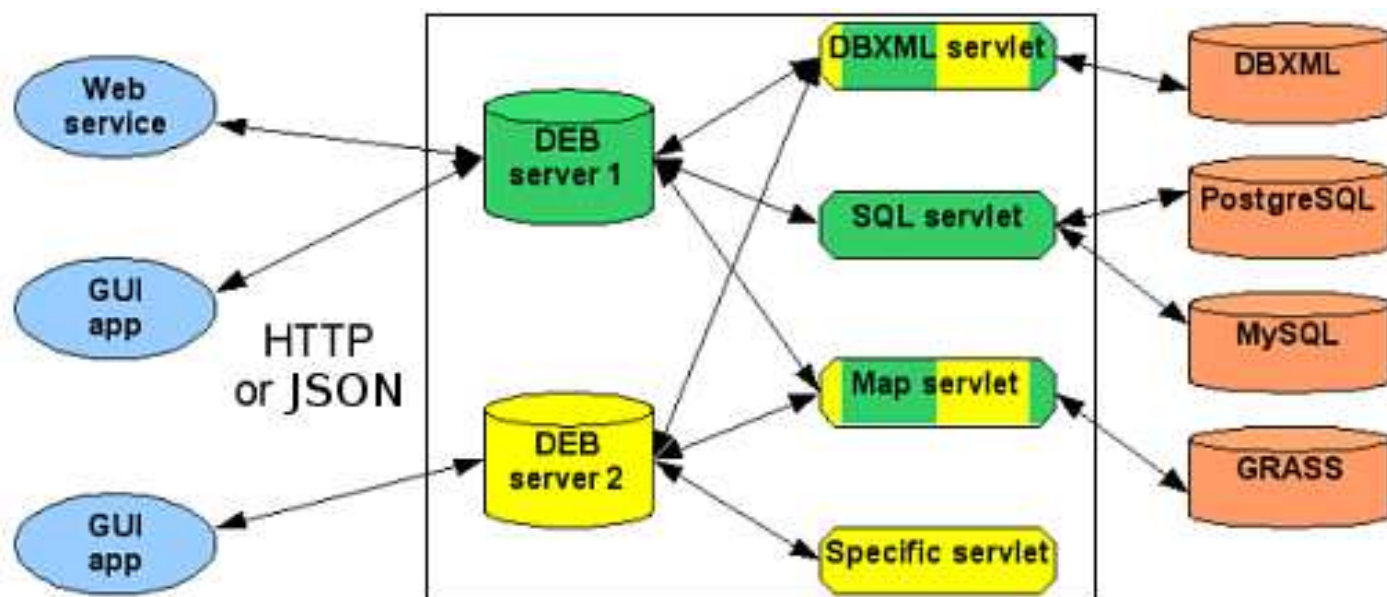 Web
service
GUI
app
HTTP
or JSON
GUI
app
DEB
server 1
DEB
server 2
DBXML servlet
SQL servlet
Map servlet
Specific servlet
DBXML
PostgreSQL
MySQL
GRASS